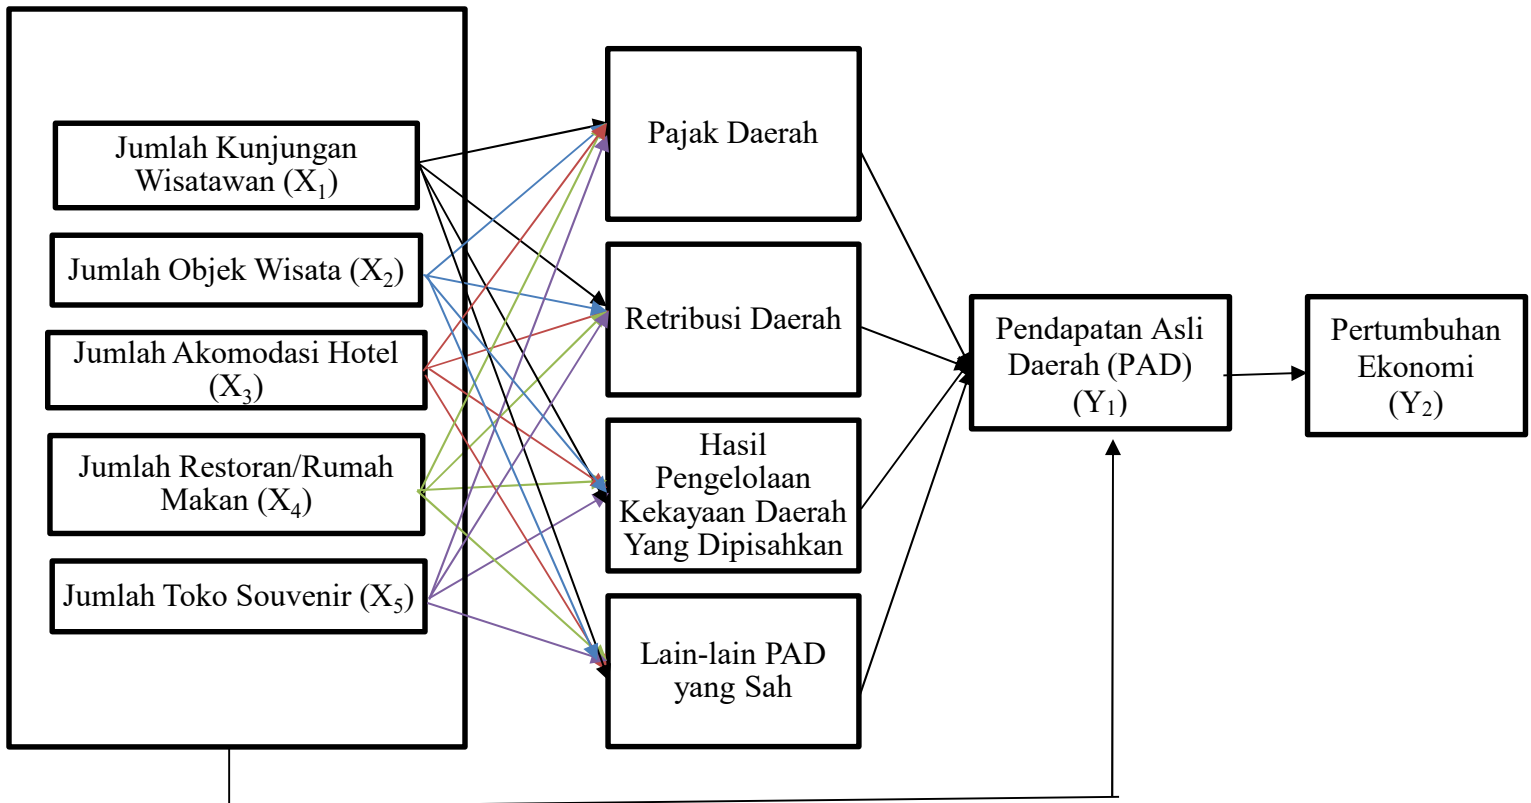 Jumlah Kunjungan
Wisatawan (X₁)
Jumlah Objek Wisata (X₂)
Jumlah Akomodasi Hotel
(X₃)
Jumlah Restoran/Rumah
Makan (X₄)
Jumlah Toko Souvenir (X₅)
Pajak Daerah
Retribusi Daerah
Hasil
Pengelolaan
Kekayaan Daerah
Yang Dipisahkan
Lain-lain PAD
yang Sah
Pendapatan Asli
Daerah (PAD)
(Y₁)
Pertumbuhan
Ekonomi
(Y₂)